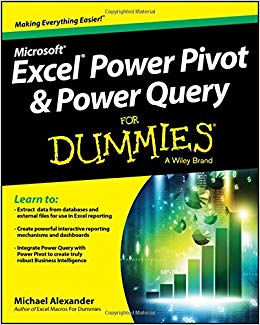 Making Everything Easier!™
Microsoft®
Excel® Power Pivot
& Power Query
FOR
DUMMIES®
A Wiley Brand
Learn to:
• Extract data from databases and
external files for use in Excel reporting
• Create powerful interactive reporting
mechanisms and dashboards
• Integrate Power Query with
Power Pivot to create truly
robust Business Intelligence
Michael Alexander
Author of Excel Macros For Dummies